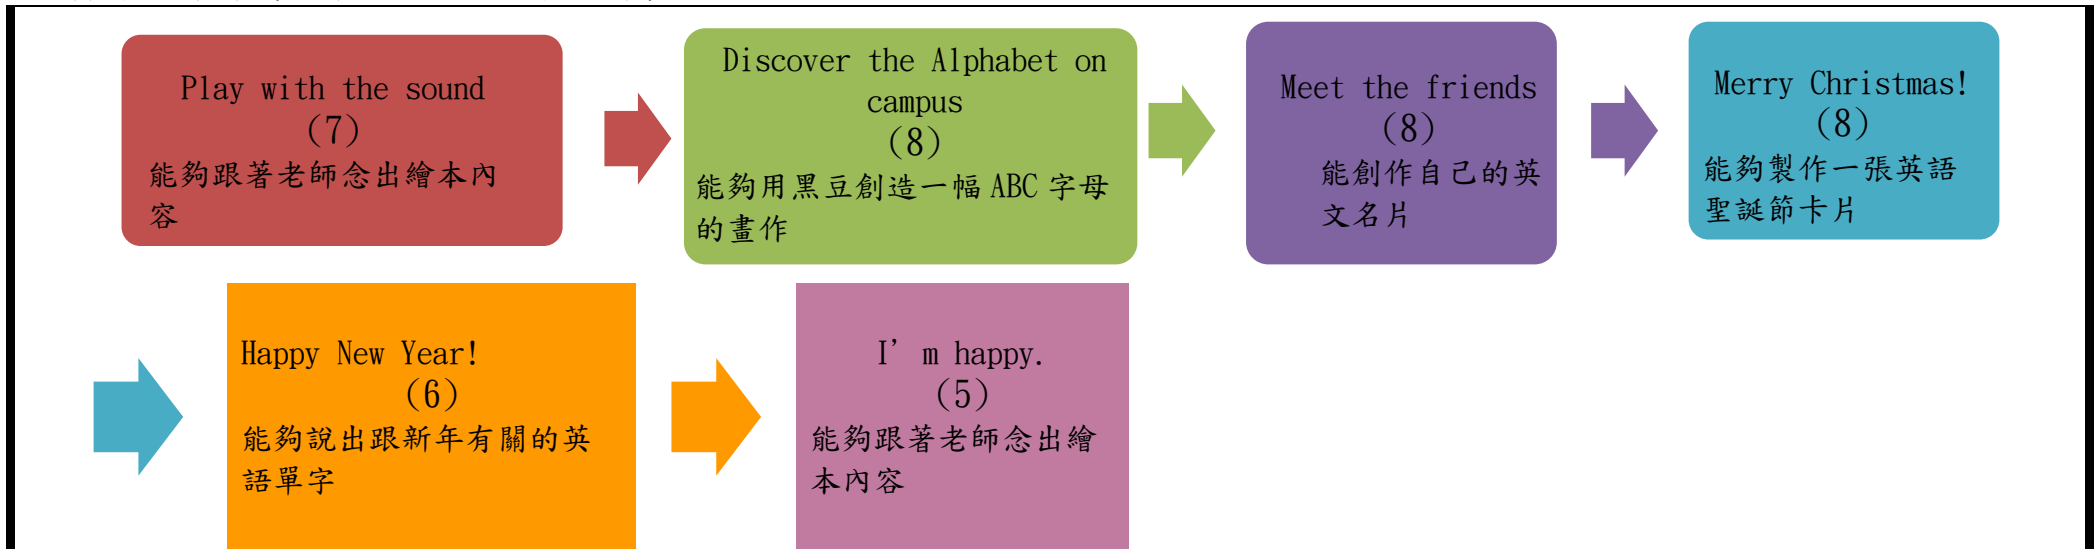 Play with the sound
(7)
能夠跟著老師念出繪本內
容
Discover the Alphabet on
campus
(8)
能夠用黑豆創造一幅 ABC 字母
的畫作
Meet the friends
(8)
能創作自己的英
文名片
Merry Christmas!
(8)
能夠製作一張英語
聖誕節卡片
Happy New Year!
(6)
能夠說出跟新年有關的英
語單字
I'm happy.
(5)
能夠跟著老師念出繪
本內容